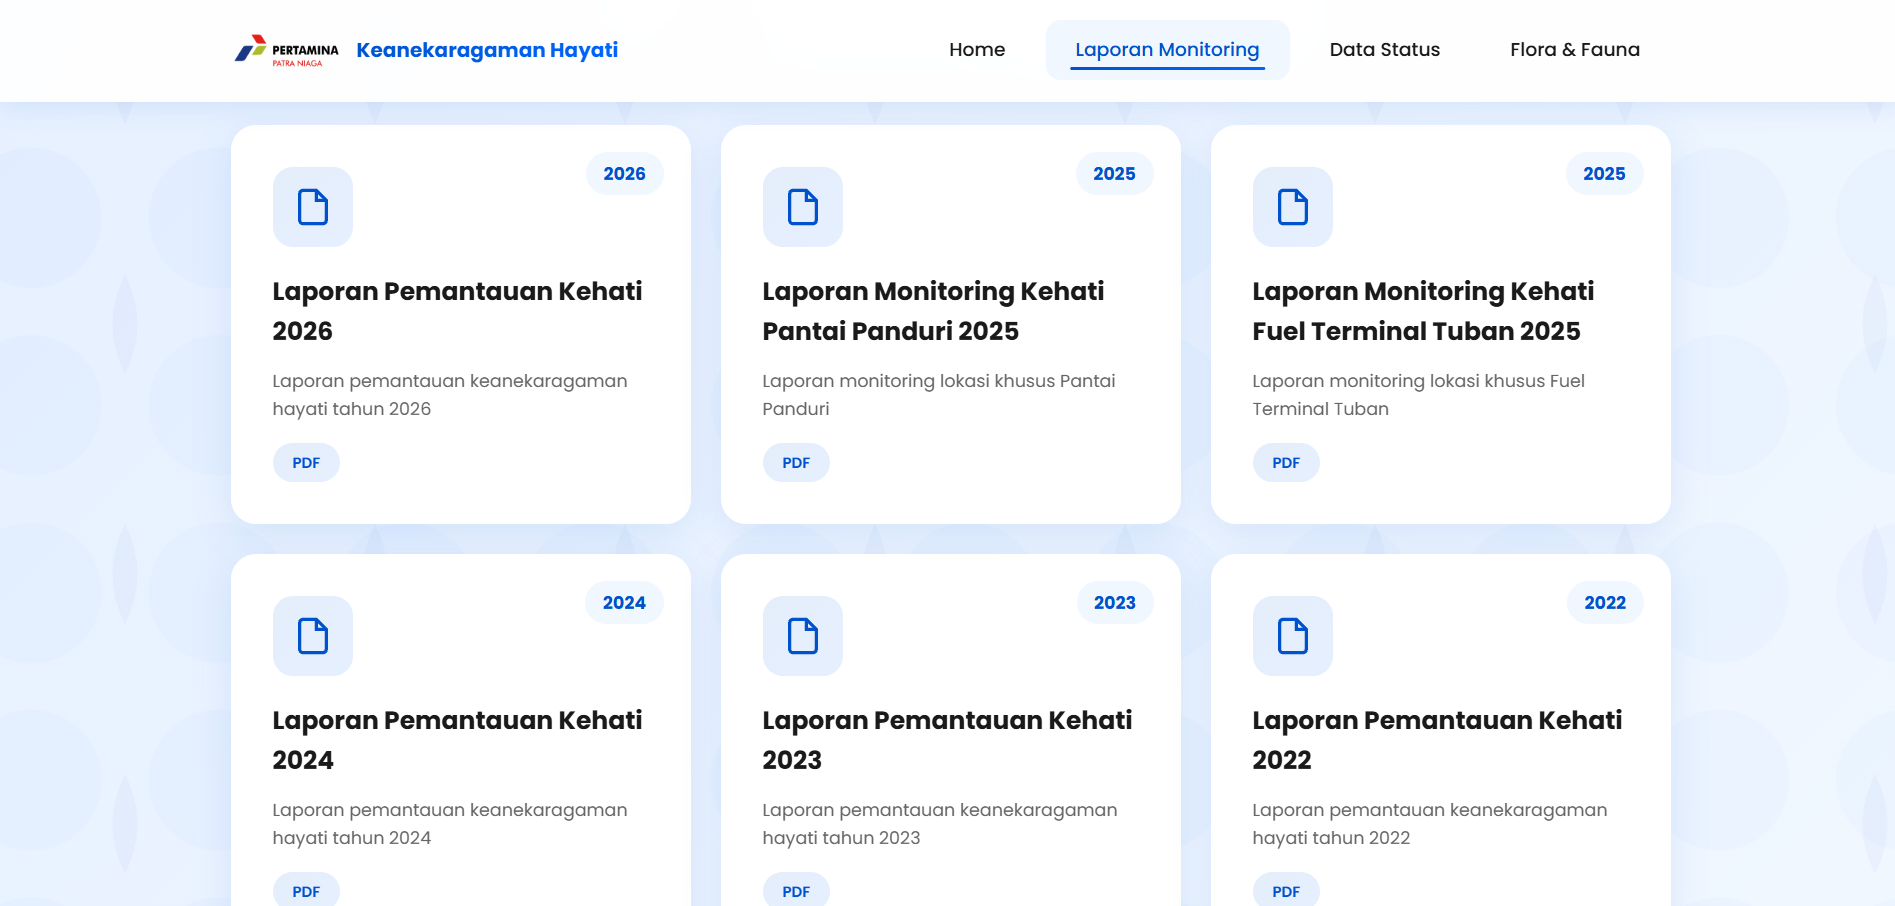 PERTAMINA
PATRA NIAGA
Keanekaragaman Hayati
Home
Laporan Monitoring
Data Status
Flora & Fauna
2026
Laporan Pemantauan Kehati
2026
Laporan pemantauan keanekaragaman
hayati tahun 2026
PDF
2025
Laporan Monitoring Kehati
Pantai Panduri 2025
Laporan monitoring lokasi khusus Pantai
Panduri
PDF
2025
Laporan Monitoring Kehati
Fuel Terminal Tuban 2025
Laporan monitoring lokasi khusus Fuel
Terminal Tuban
PDF
2024
Laporan Pemantauan Kehati
2024
Laporan pemantauan keanekaragaman
hayati tahun 2024
PDF
2023
Laporan Pemantauan Kehati
2023
Laporan pemantauan keanekaragaman
hayati tahun 2023
PDF
2022
Laporan Pemantauan Kehati
2022
Laporan pemantauan keanekaragaman
hayati tahun 2022
PDF